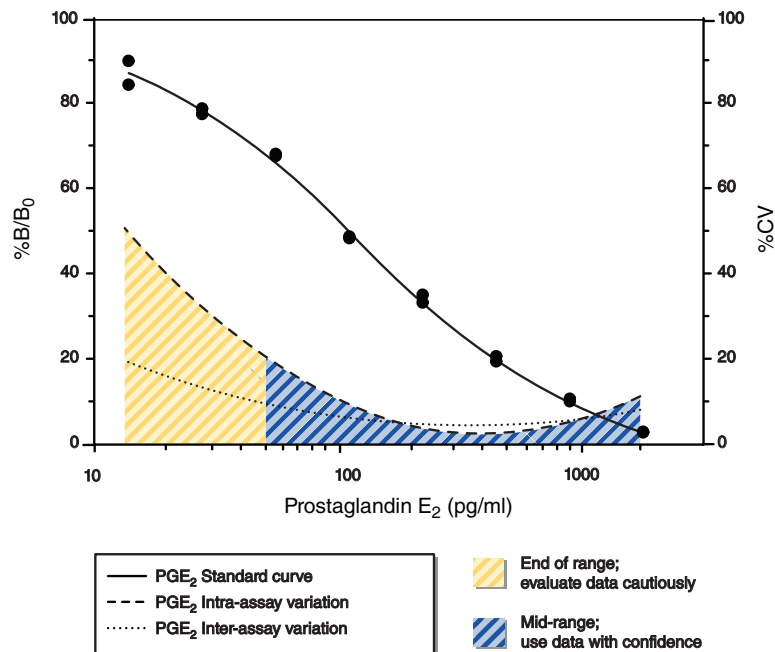 100
80
60
40
20
0
%B/B0
100
80
60
40
20
0
%CV
10
100
1000
Prostaglandin E2 (pg/ml)
PGE2 Standard curve
PGE2 Intra-assay variation
PGE2 Inter-assay variation
End of range;
evaluate data cautiously
Mid-range;
use data with confidence